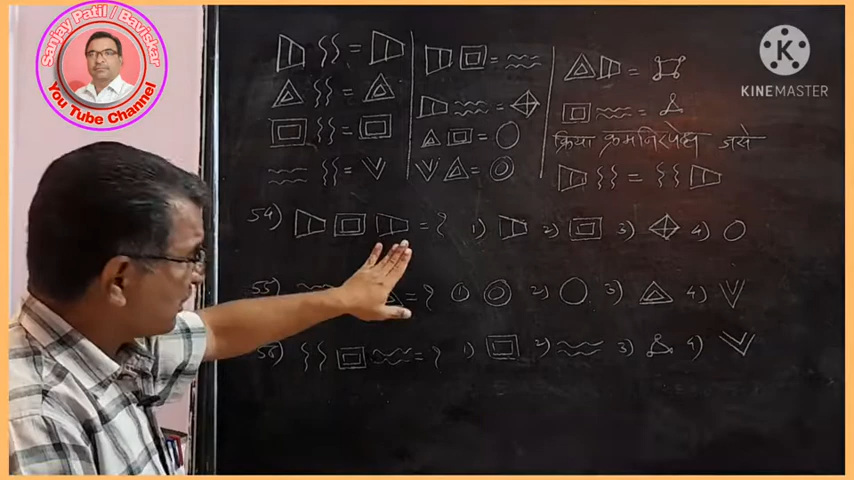 Sanjay Patil / Baviskar
You Tube Channel
KINEMASTER
क्रिया क्रमनिरपेक्ष जसे
54) = ? 1) 2) 3) 4)
55) = ? 1 2) 3) 4)
56) = ? 1) 2) 3) 4)